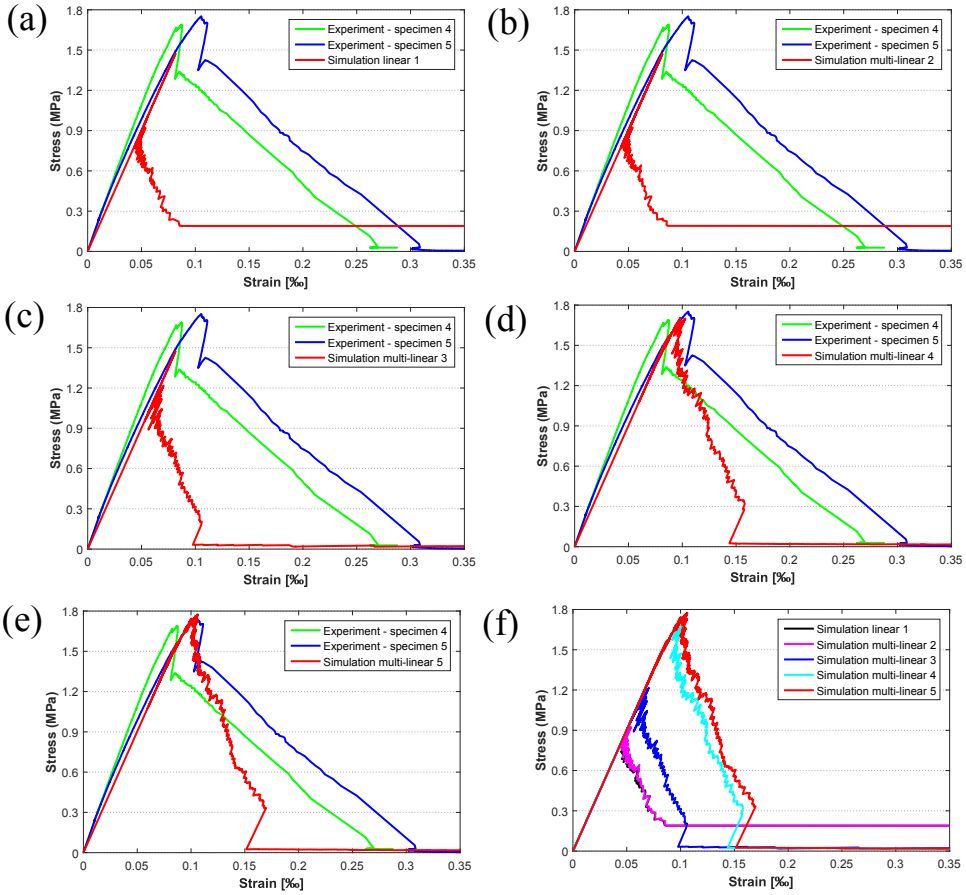 (a)
1.8
1.5
1.2
0.9
0.6
0.3
0
Stress (MPa)
Experiment - specimen 4
Experiment - specimen 5
Simulation linear 1
0 0.05 0.1 0.15 0.2 0.25 0.3 0.35
Strain [‰]
(b)
1.8
1.5
1.2
0.9
0.6
0.3
0
Stress (MPa)
Experiment - specimen 4
Experiment - specimen 5
Simulation multi-linear 2
0 0.05 0.1 0.15 0.2 0.25 0.3 0.35
Strain [‰]
(c)
1.8
1.5
1.2
0.9
0.6
0.3
0
Stress (MPa)
Experiment - specimen 4
Experiment - specimen 5
Simulation multi-linear 3
0 0.05 0.1 0.15 0.2 0.25 0.3 0.35
Strain [‰]
(d)
1.8
1.5
1.2
0.9
0.6
0.3
0
Stress (MPa)
Experiment - specimen 4
Experiment - specimen 5
Simulation multi-linear 4
0 0.05 0.1 0.15 0.2 0.25 0.3 0.35
Strain [‰]
(e)
1.8
1.5
1.2
0.9
0.6
0.3
0
Stress (MPa)
Experiment - specimen 4
Experiment - specimen 5
Simulation multi-linear 5
0 0.05 0.1 0.15 0.2 0.25 0.3 0.35
Strain [‰]
(f)
1.8
1.5
1.2
0.9
0.6
0.3
0
Stress (MPa)
Simulation linear 1
Simulation multi-linear 2
Simulation multi-linear 3
Simulation multi-linear 4
Simulation multi-linear 5
0 0.05 0.1 0.15 0.2 0.25 0.3 0.35
Strain [‰]